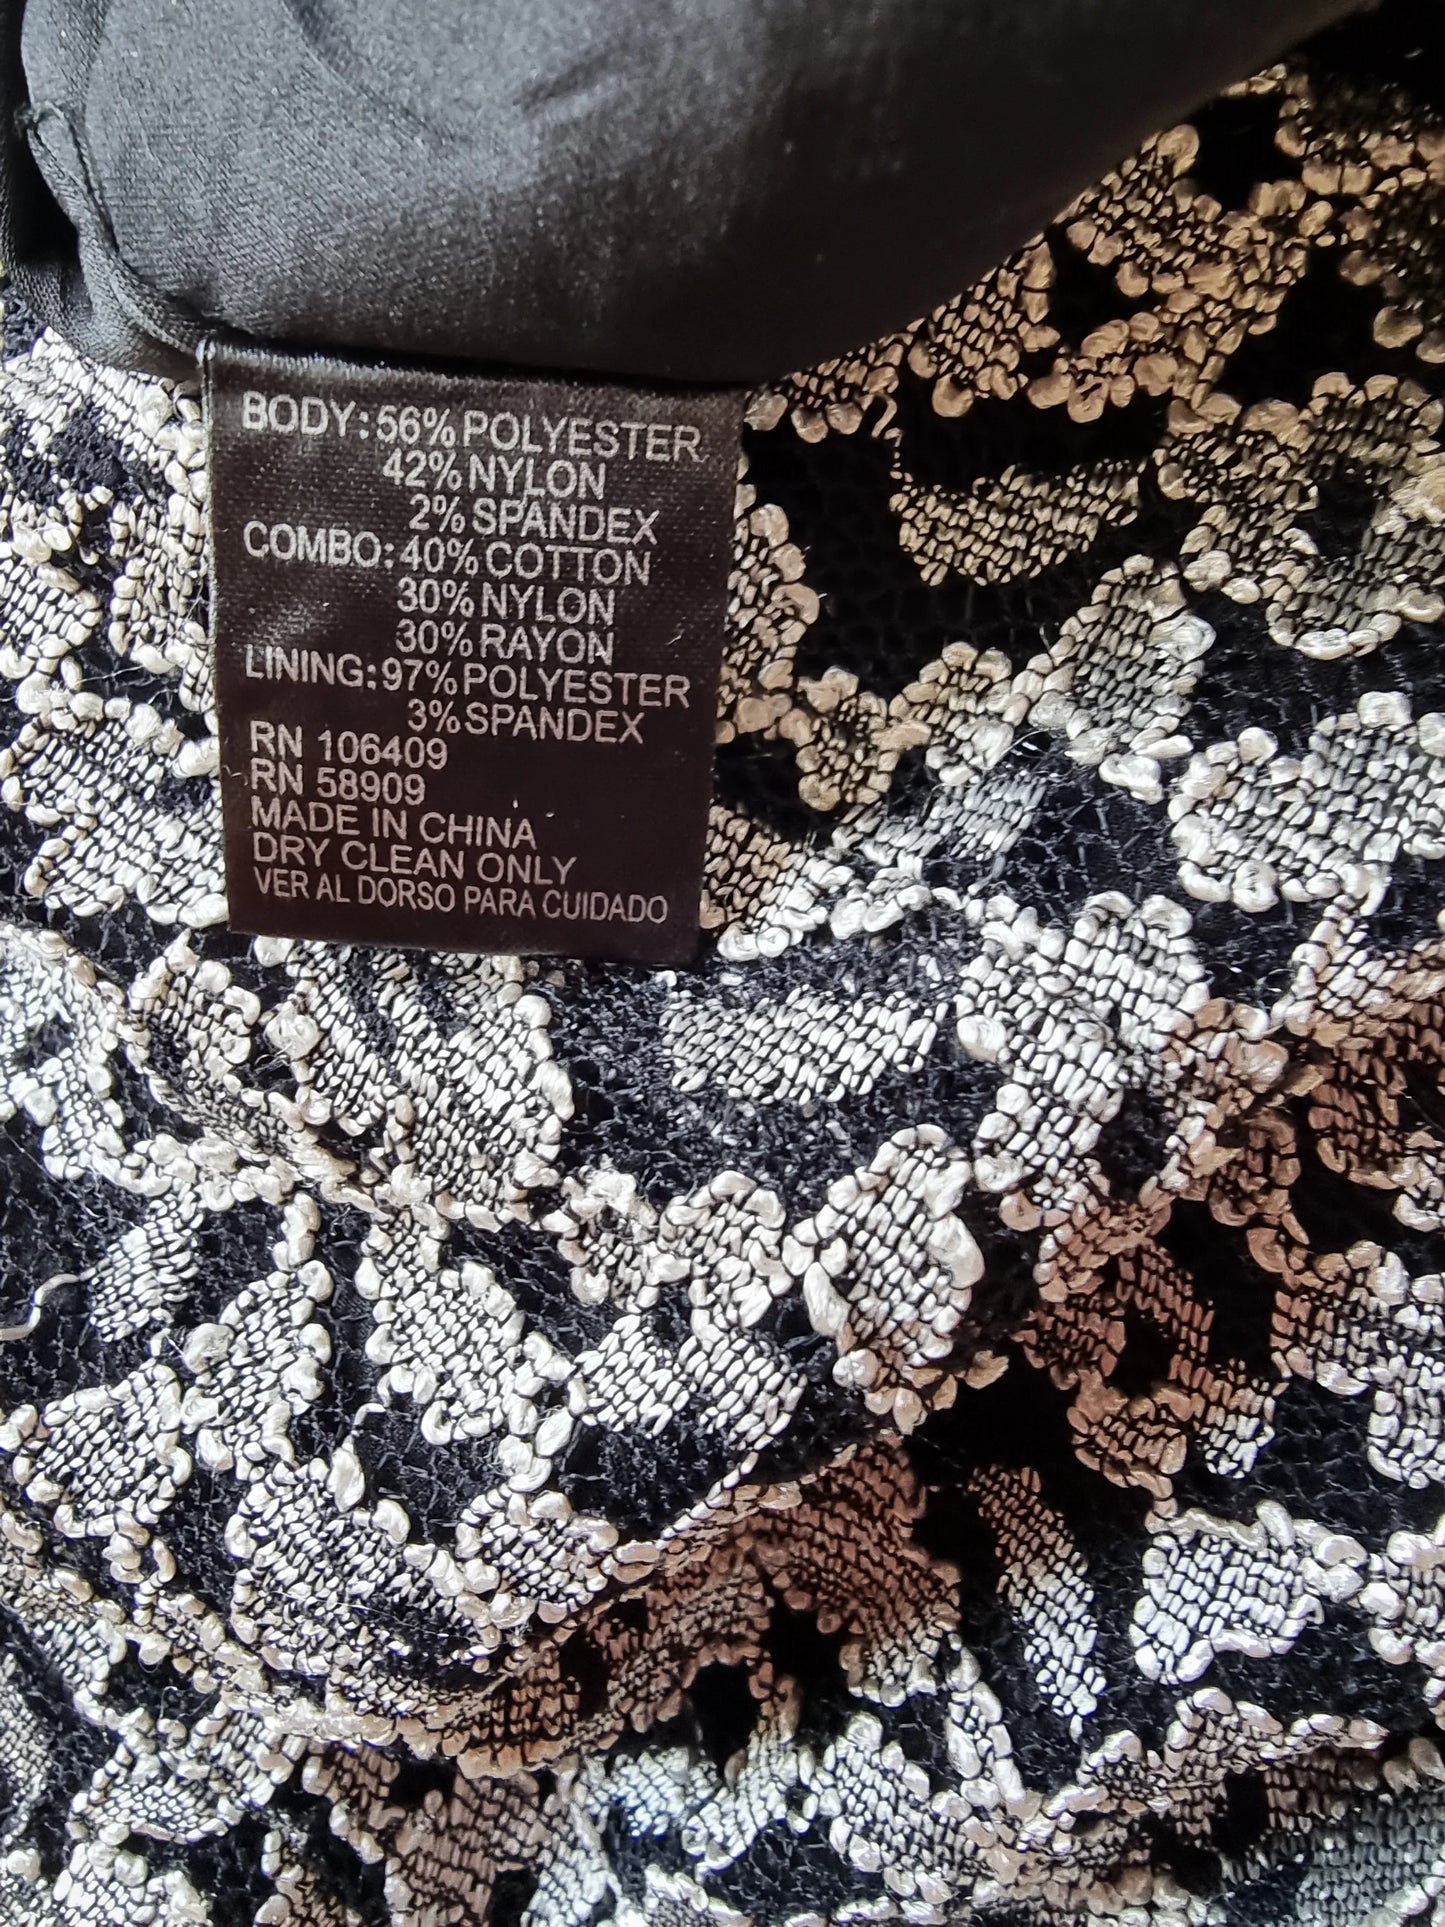 BODY: 56% POLYESTER
42% NYLON
2% SPANDEX
COMBO: 40% COTTON
30% NYLON
30% RAYON
LINING: 97% POLYESTER
3% SPANDEX
RN 106409
RN 58909
MADE IN CHINA
DRY CLEAN ONLY
VER AL DORSO PARA CUIDADO